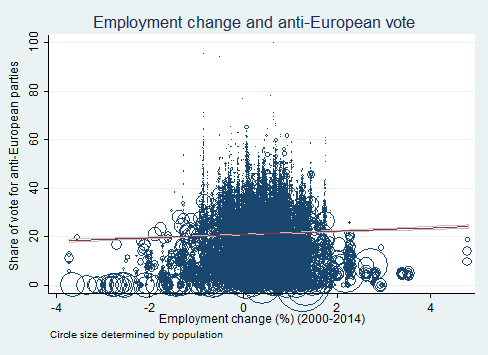 Employment change and anti-European vote
Share of vote for anti-European parties
100
80
60
40
20
0
-4
-2
0
2
4
Employment change (%) (2000-2014)
Circle size determined by population